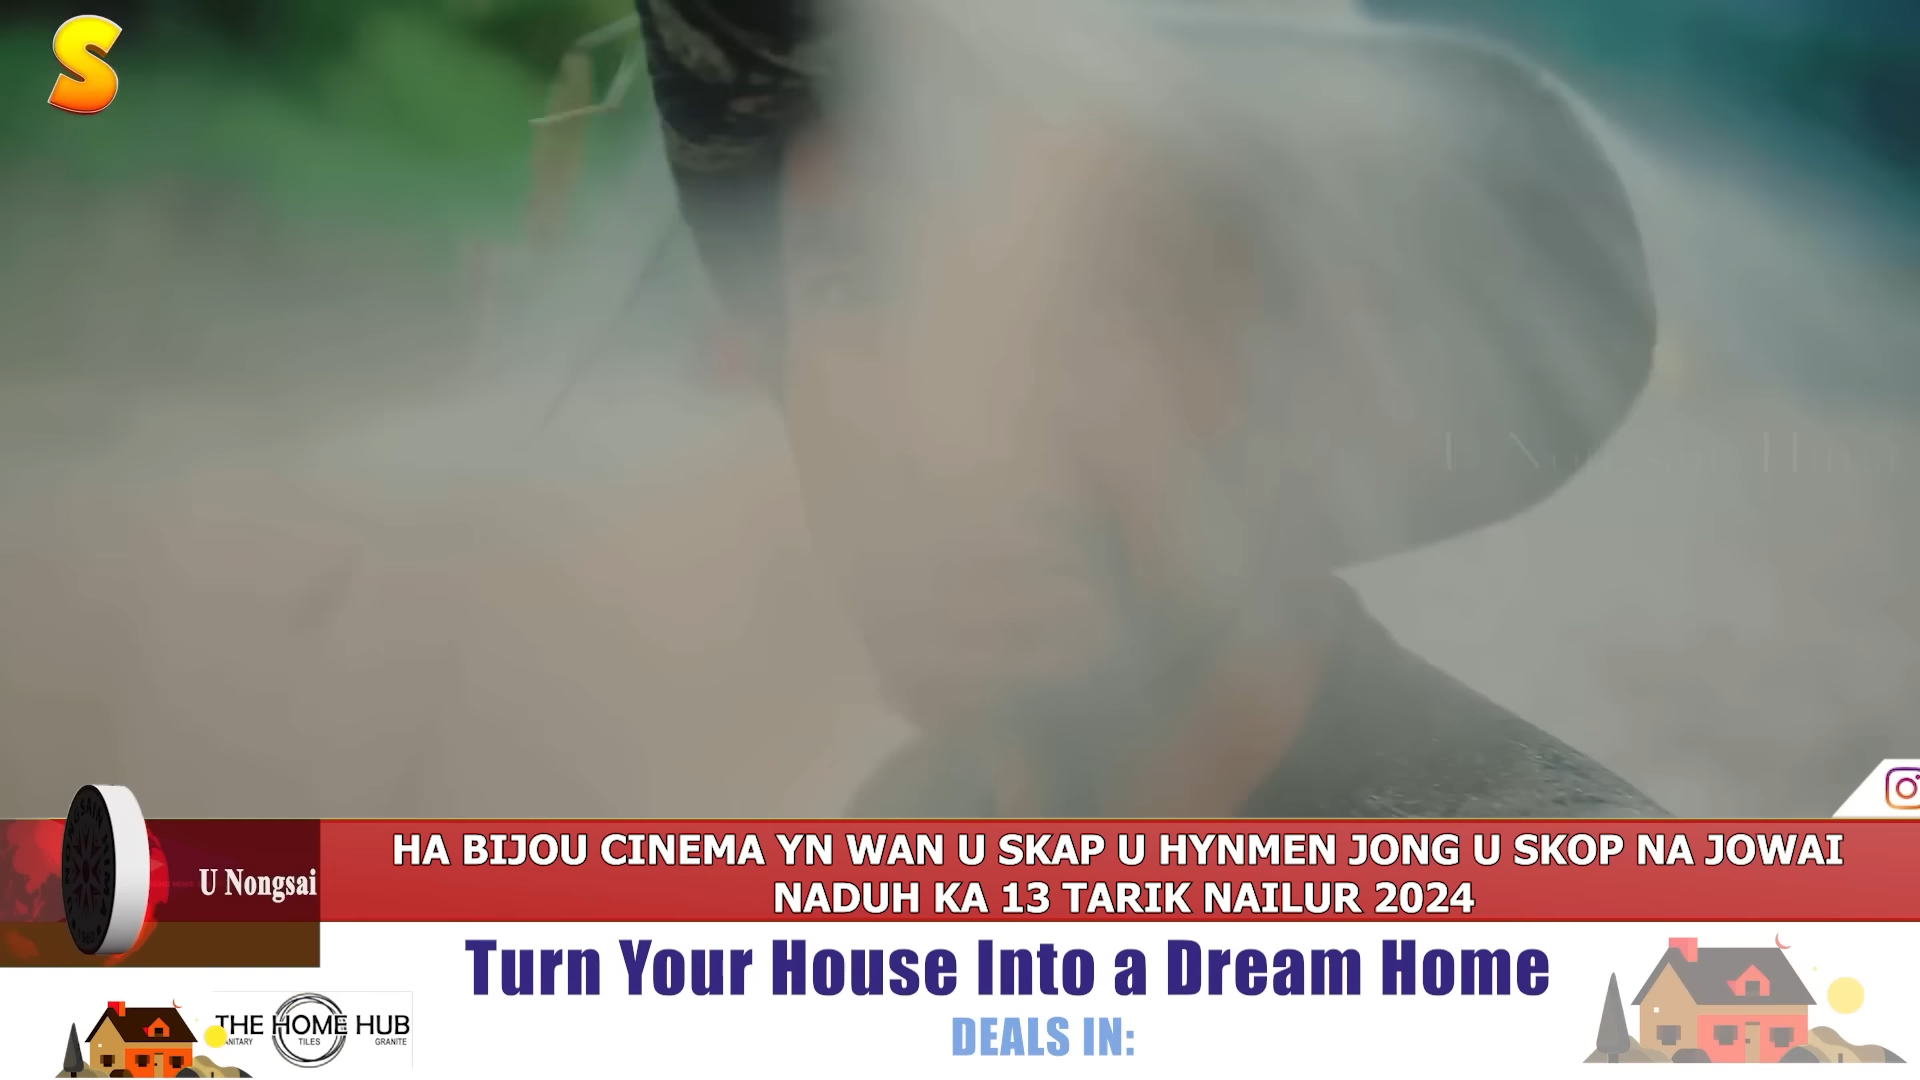 S
HA BIJOU CINEMA YN WAN U SKAP U HYNMEN JONG U SKOP NA JOWAI
NADUH KA 13 TARIK NAILUR 2024
U Nongsai
Turn Your House Into a Dream Home
DEALS IN:
THE HOME HUB
TILES
GRANITE